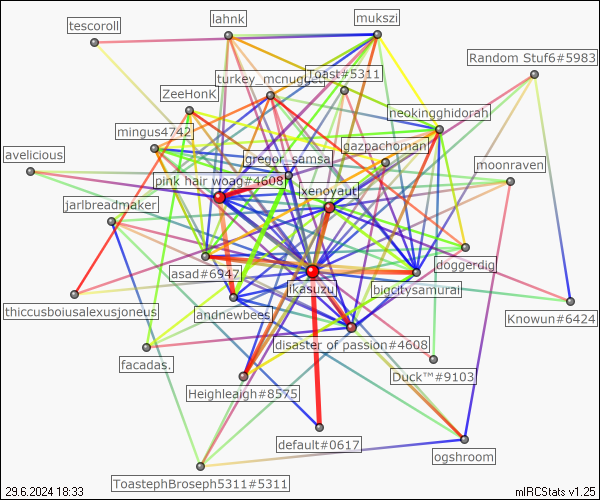 lahnk
mukszi
tescoroll
Random Stuf6#5983
turkey_mcnugget
Toast#5311
ZeeHonK
neokingghidorah
mingus4742
gazpachoman
avelicious
gregor_samsa
moonraven
pink hair woag#4608
xenoyaut
jarlbreadmaker
asad#6947
doggerdig
ikasuzu
bigcitysamurai
thiccusboiusalexusjoneus
andnewbees
Knowun#6424
disaster of passion#4608
facadas.
Duck™#9103
Heighleigh#8575
default#0617
ogshroom
ToastephBroseph5311#5311
29.6.2024 18:33
mIRCStats v1.25